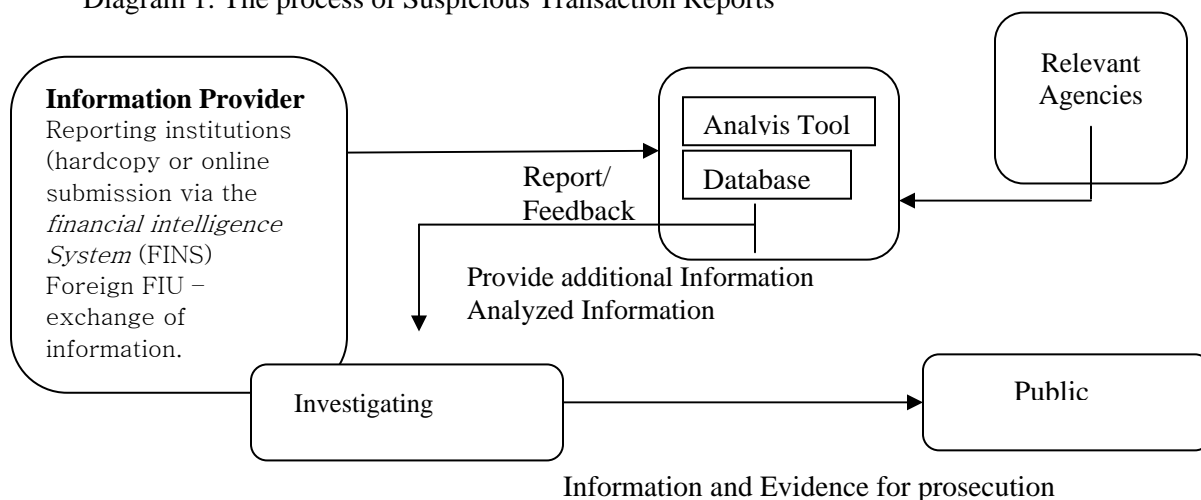 Diagram 1: The process of Suspicious Transaction Reports
Information Provider
Reporting institutions
(hardcopy or online
submission via the
financial intelligence
System (FINS)
Foreign FIU –
exchange of
information.
Analvis Tool
Database
Relevant
Agencies
Report/
Feedback
Provide additional Information
Analyzed Information
Investigating
Public
Information and Evidence for prosecution